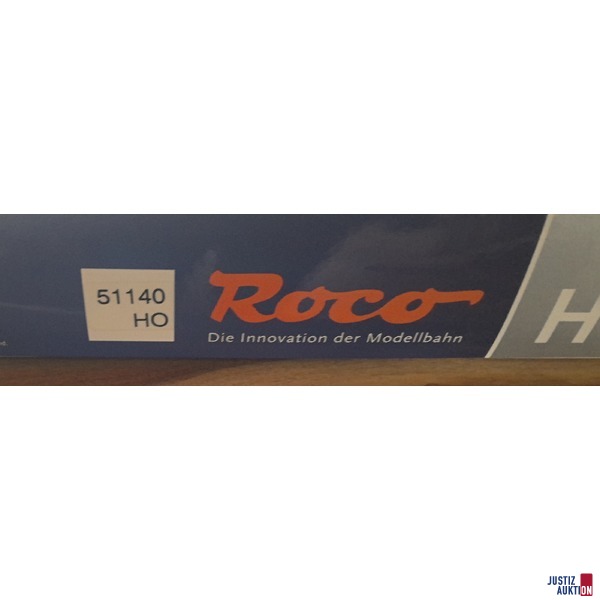 51140
HO
Roco
Die Innovation der Modellbahn
H
JUSTIZ
AUKTION